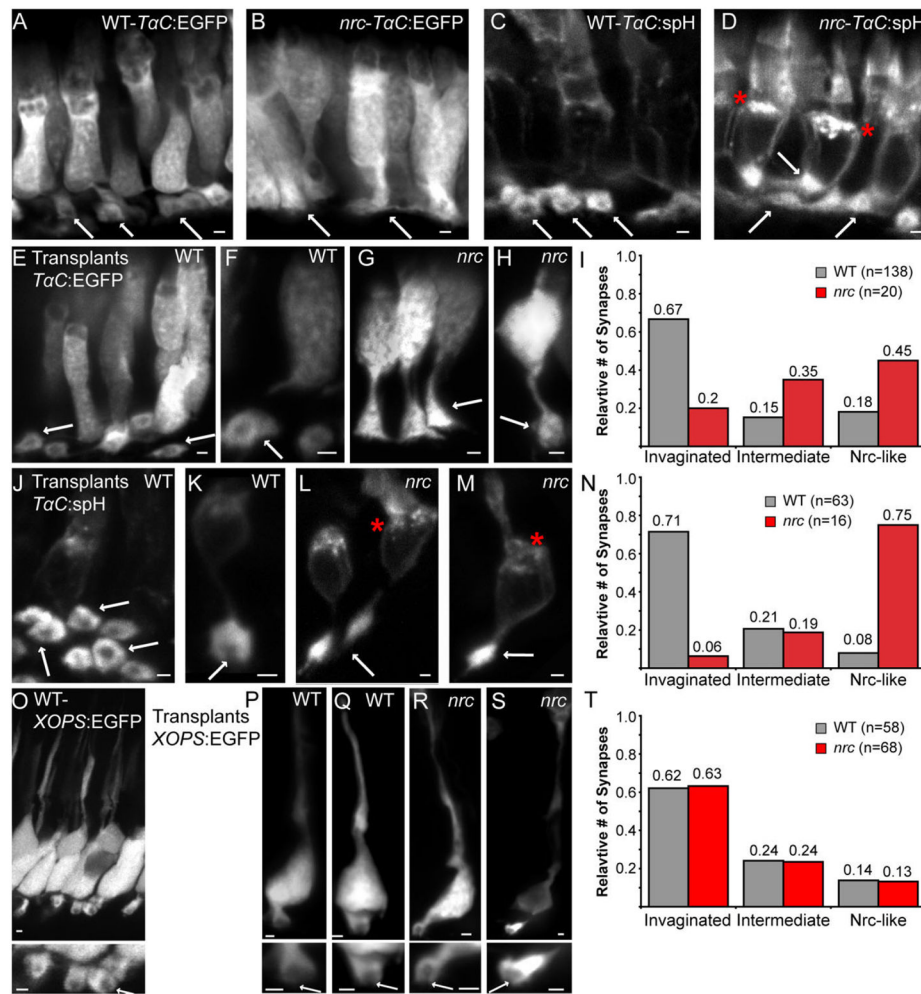 A WT-TαC:EGFP
B nrc-TαC:EGFP
C WT-TαC:spH
D nrc-TαC:spH
*
*
E Transplants WT
TαC:EGFP
F WT
G nrc
H nrc
I
Relavtive # of Synapses
1.0
0.8
0.6
0.4
0.2
WT (n=138)
nrc (n=20)
0.67
0.2
0.15
0.35
0.18
0.45
Invaginated Intermediate Nrc-like
J Transplants WT
TαC:spH
K WT
L nrc
*
M nrc
*
N
Relavtive # of Synapses
1.0
0.8
0.6
0.4
0.2
WT (n=63)
nrc (n=16)
0.71
0.06
0.21
0.19
0.08
0.75
Invaginated Intermediate Nrc-like
O WT-
XOPS:EGFP
Transplants
XOPS:EGFP
P WT
Q WT
R nrc
S nrc
T
Relavtive # of Synapses
1.0
0.8
0.6
0.4
0.2
WT (n=58)
nrc (n=68)
0.62
0.63
0.24
0.24
0.14
0.13
Invaginated Intermediate Nrc-like